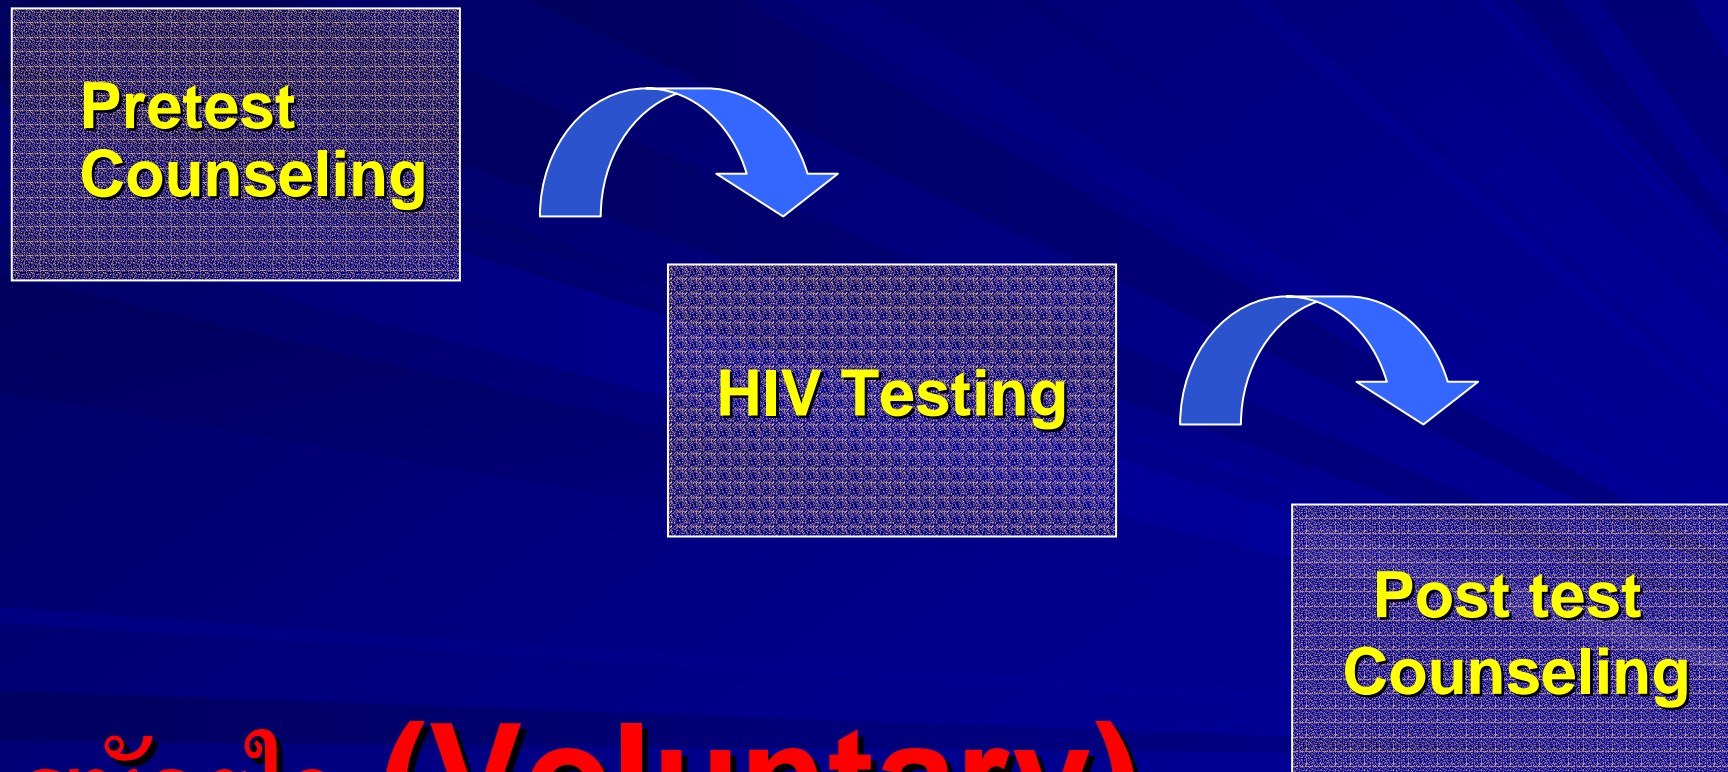 Pretest
Counseling
HIV Testing
Post test
Counseling
(Voluntary)